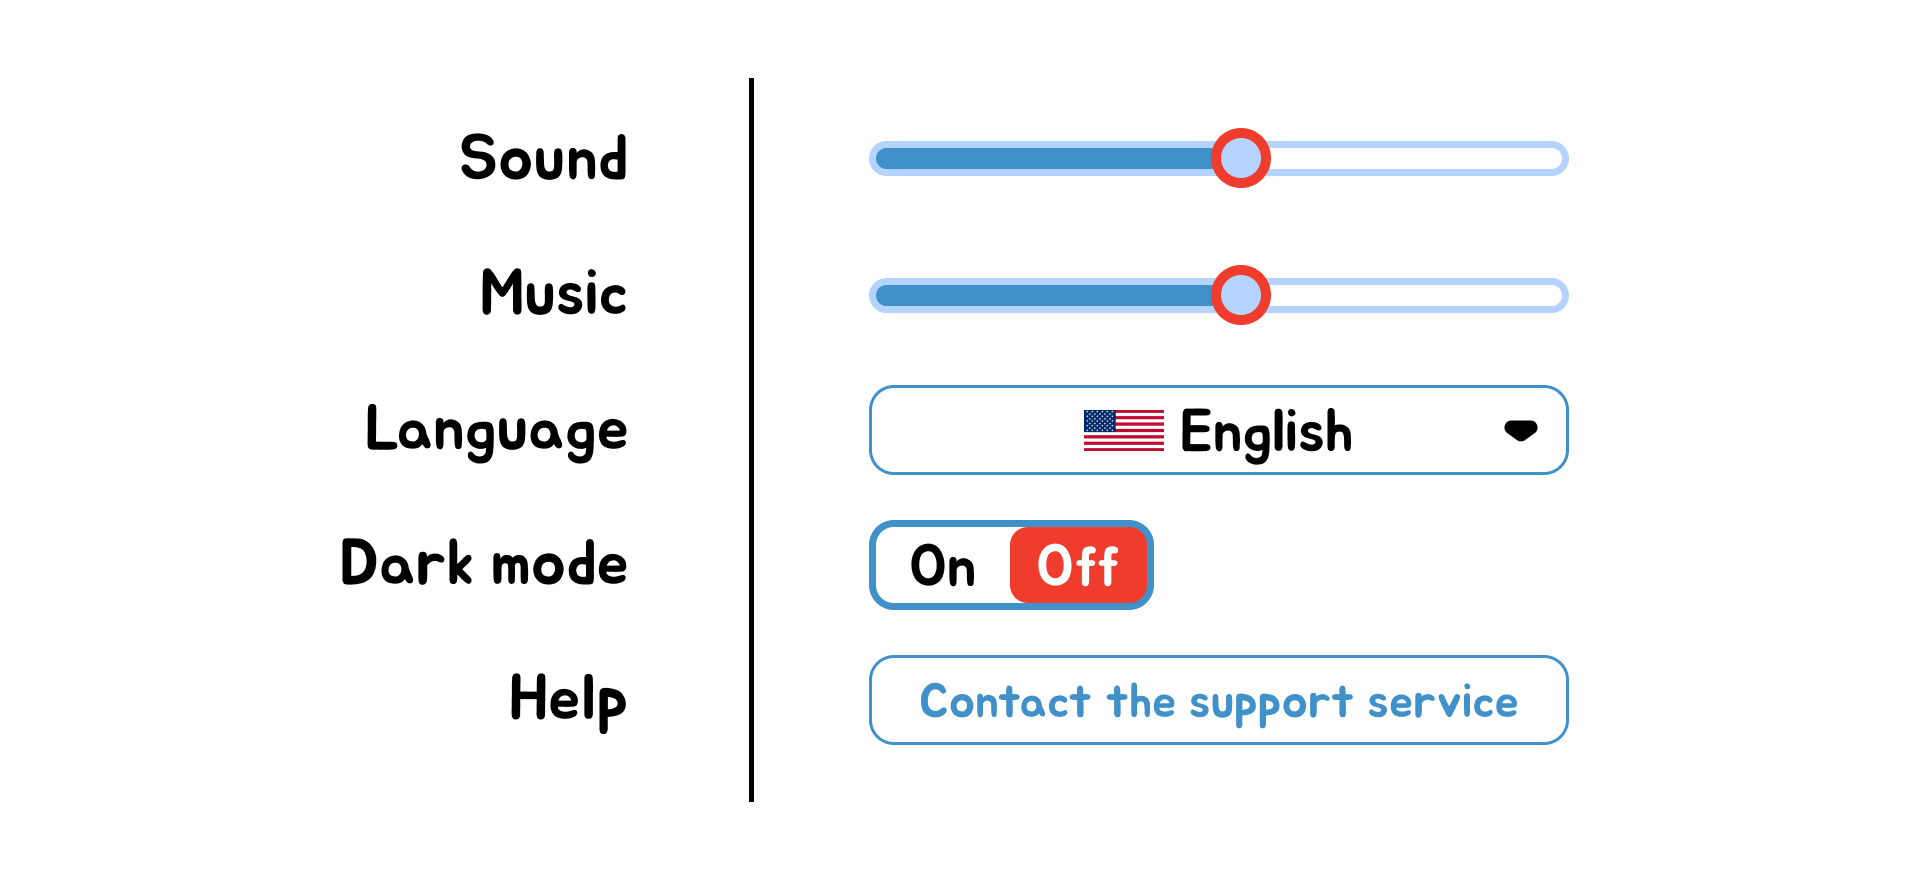 Sound
Music
Language
English
Dark mode
On Off
Help
Contact the support service